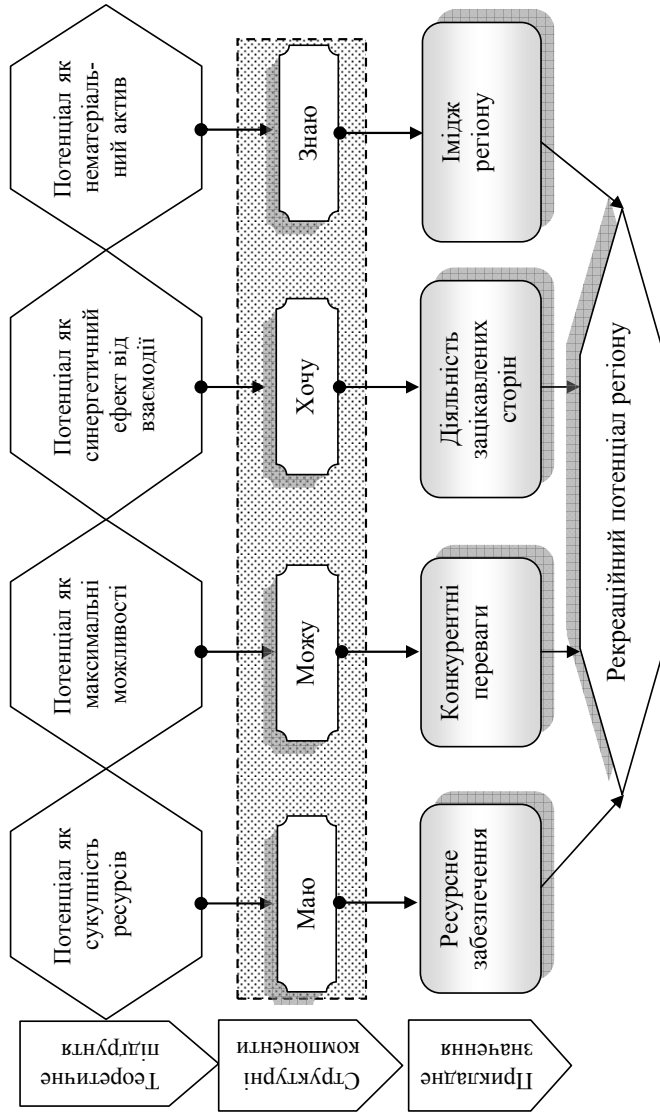 Теоретичне
підґрунтя
Потенціал як
сукупність
ресурсів
Потенціал як
максимальні
можливості
Потенціал як
синергетичний
ефект від
взаємодії
Потенціал як
нематеріаль-
ний актив
Структурні
компоненти
Маю
Можу
Хочу
Знаю
Прикладне
значення
Ресурсне
забезпечення
Конкурентні
переваги
Діяльність
зацікавлених
сторін
Імідж
регіону
Рекреаційний потенціал регіону